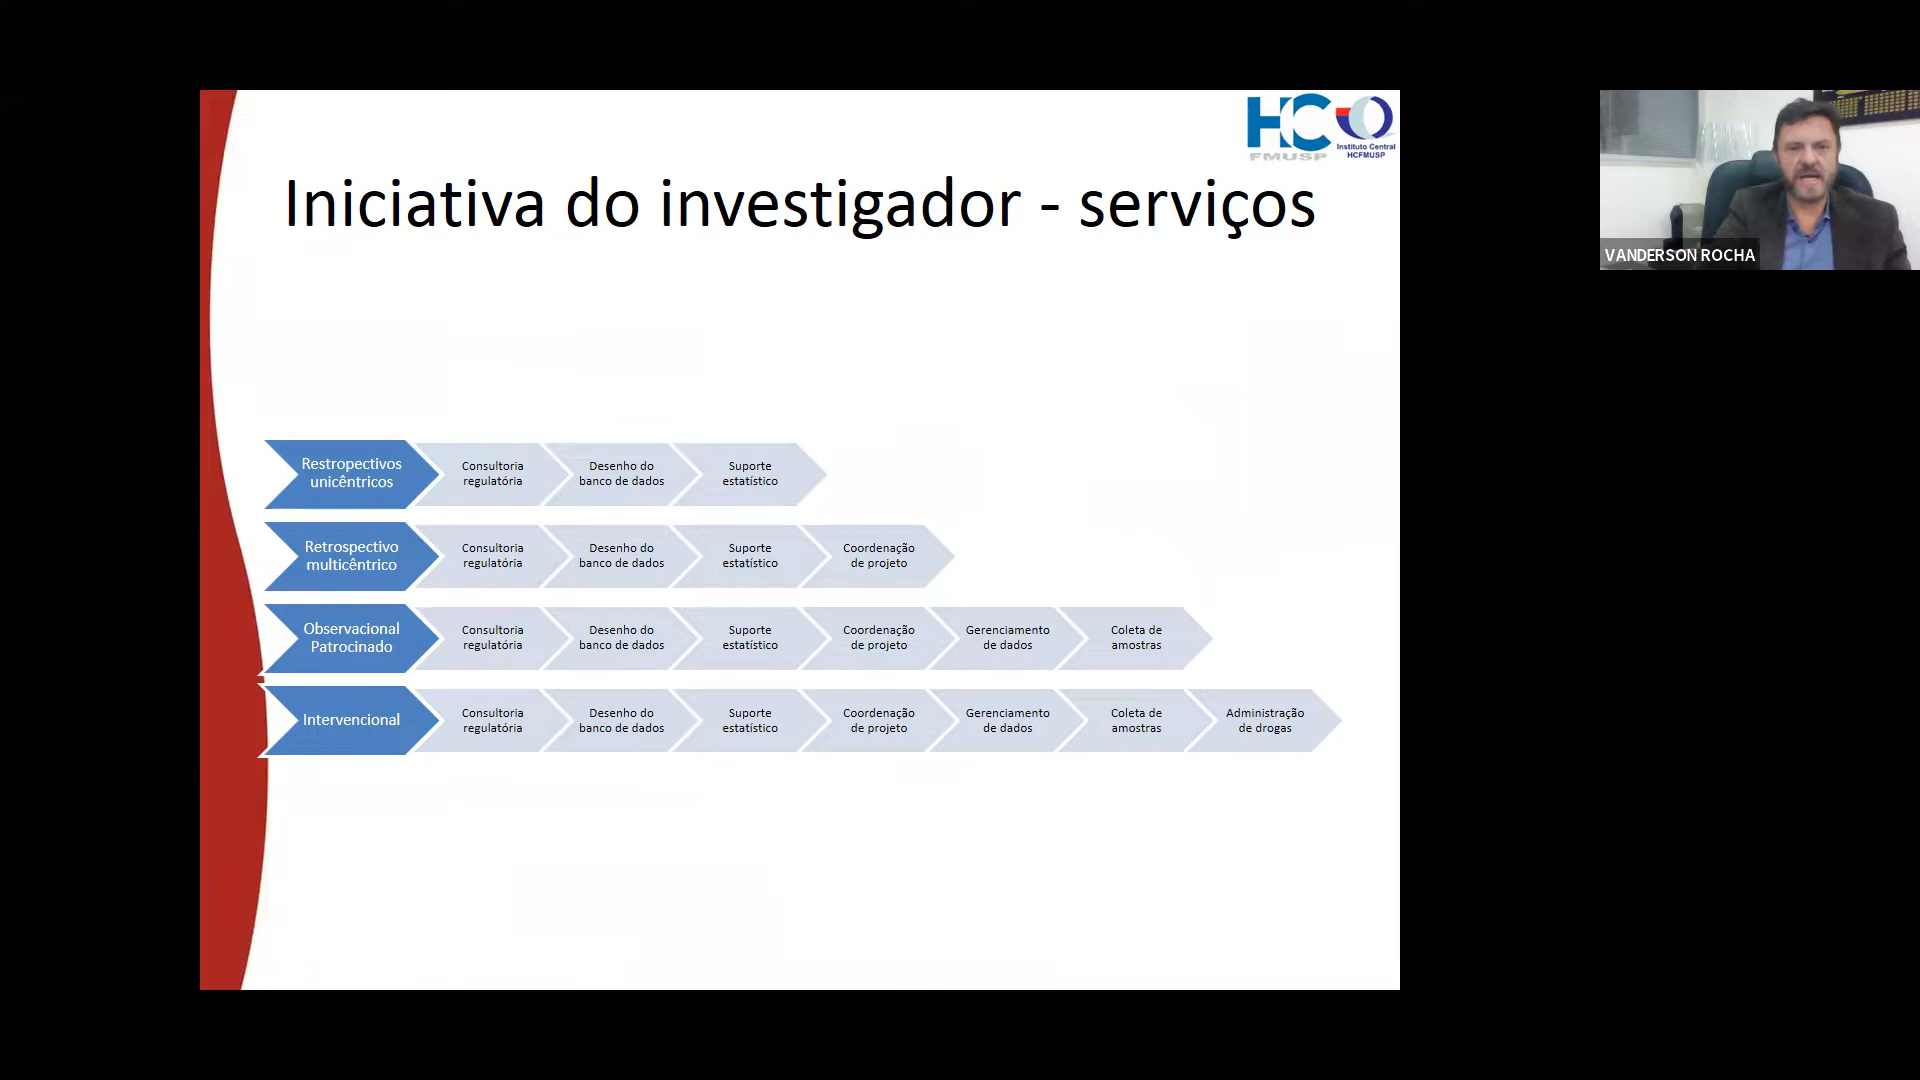 HC
FMUSP
Instituto Central
HCFMUSP
Iniciativa do investigador - serviços
VANDERSON ROCHA
Restropectivos
unicêntricos
Consultoria
regulatória
Desenho do
banco de dados
Suporte
estatístico
Retrospectivo
multicêntrico
Consultoria
regulatória
Desenho do
banco de dados
Suporte
estatístico
Coordenação
de projeto
Observacional
Patrocinado
Consultoria
regulatória
Desenho do
banco de dados
Suporte
estatístico
Coordenação
de projeto
Gerenciamento
de dados
Coleta de
amostras
Intervencional
Consultoria
regulatória
Desenho do
banco de dados
Suporte
estatístico
Coordenação
de projeto
Gerenciamento
de dados
Coleta de
amostras
Administração
de drogas